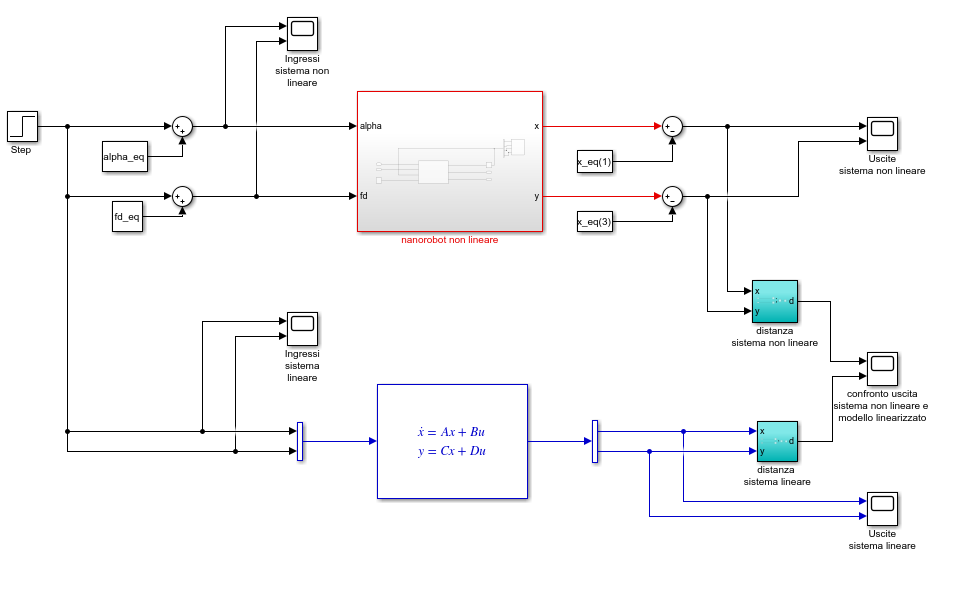 Ingressi
sistema non
lineare
Step
alpha_eq
fd_eq
alpha
fd
x
y
nanorobot non lineare
x_eq(1)
x_eq(3)
Uscite
sistema non lineare
x
y
d
distanza
sistema non lineare
Ingressi
sistema
lineare
confronto uscita
sistema non lineare e
modello linearizzato
ẋ = Ax + Bu
y = Cx + Du
x
y
d
distanza
sistema lineare
Uscite
sistema lineare